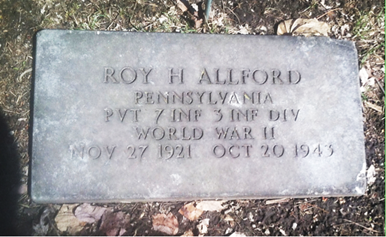 ROY H ALLFORD
PENNSYLVANIA
PVT 7 INF 3 INF DIV
WORLD WAR II
NOV 27 1921 OCT 20 1943